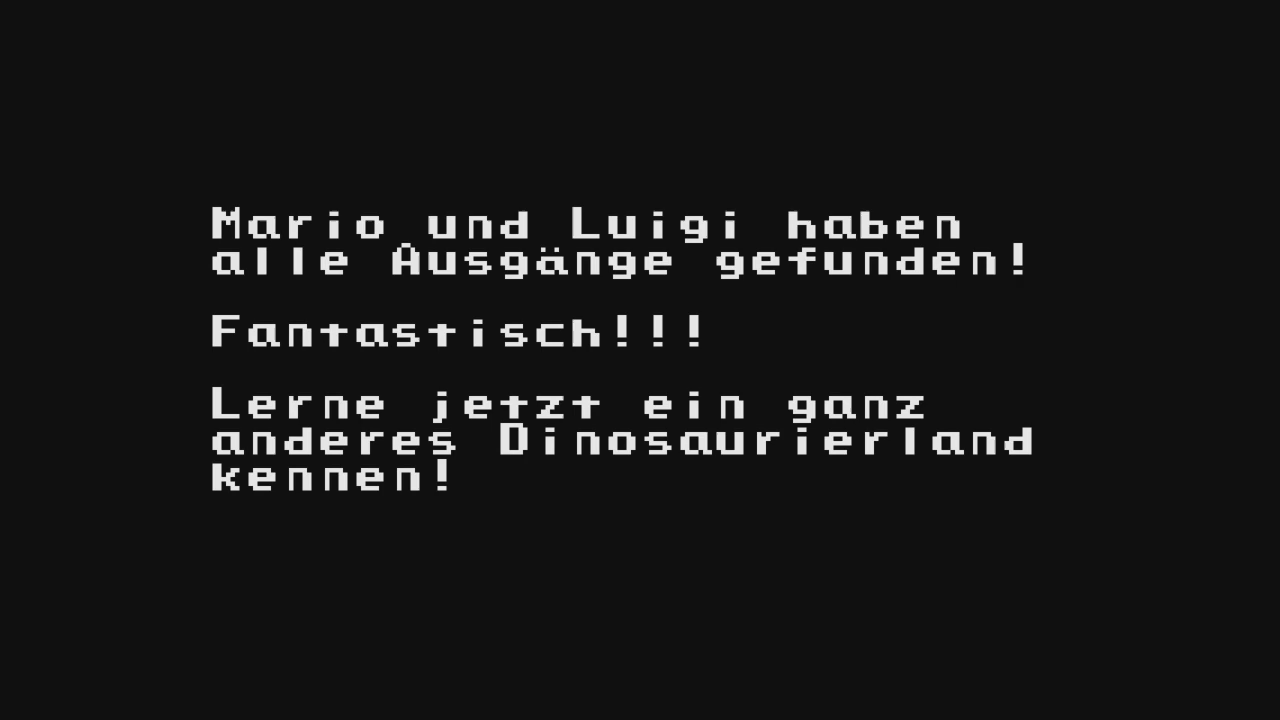 Mario und Luigi haben
alle Ausgänge gefunden!
Fantastisch!!!
Lerne jetzt ein ganz
anderes Dinosaurierland
kennen!